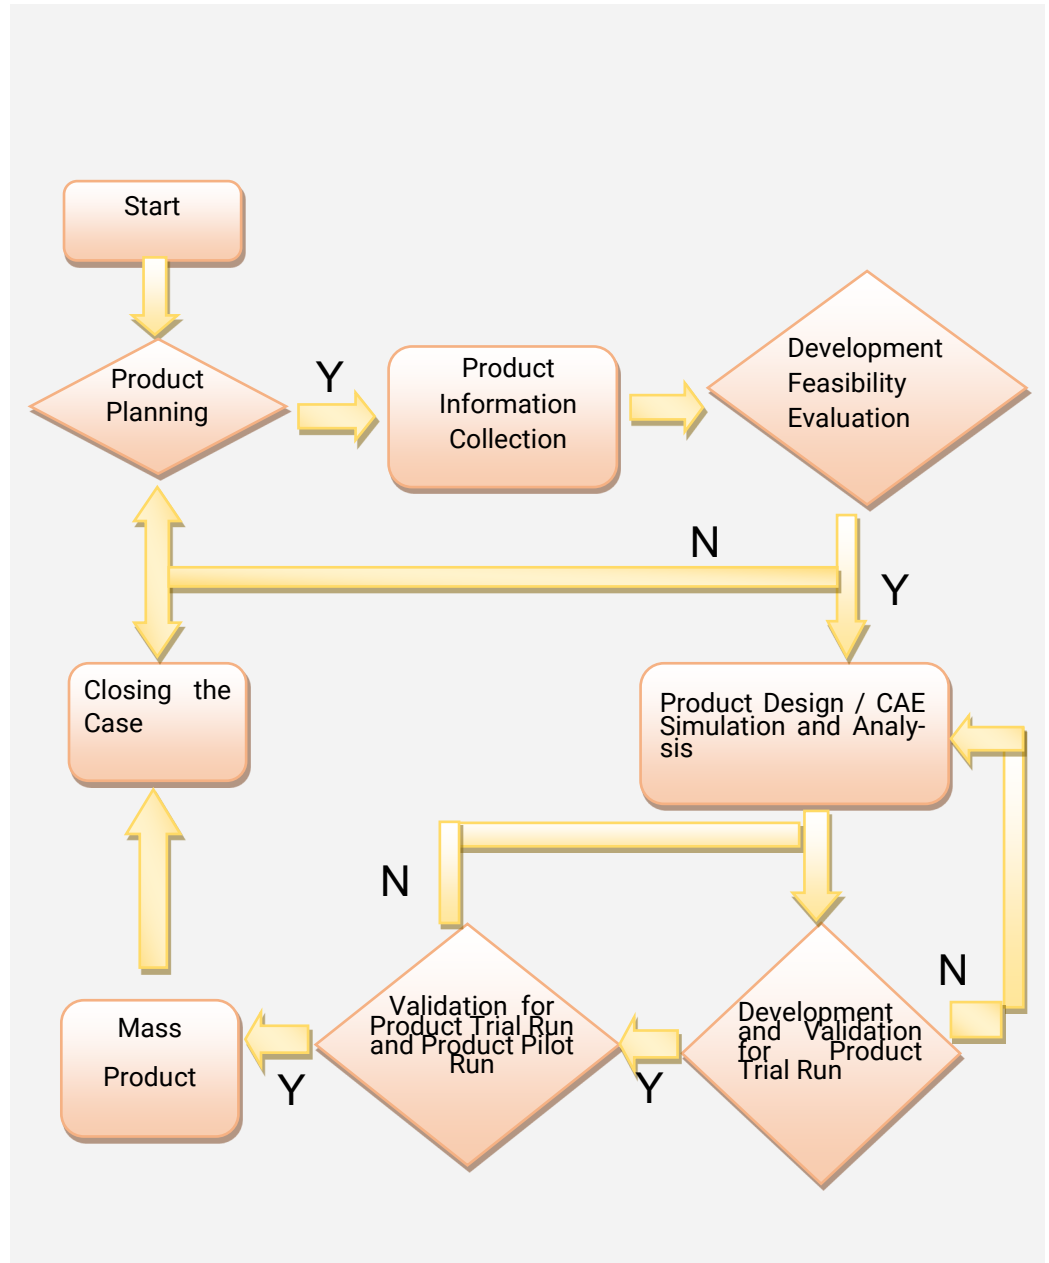 Start
Product
Planning
Y
Product
Information
Collection
Development
Feasibility
Evaluation
N
Y
Closing the
Case
Product Design / CAE
Simulation and Analy-
sis
N
N
Validation for
Product Trial Run
and Product Pilot
Run
Development
and Validation
for Product
Trial Run
Mass
Product
Y
Y